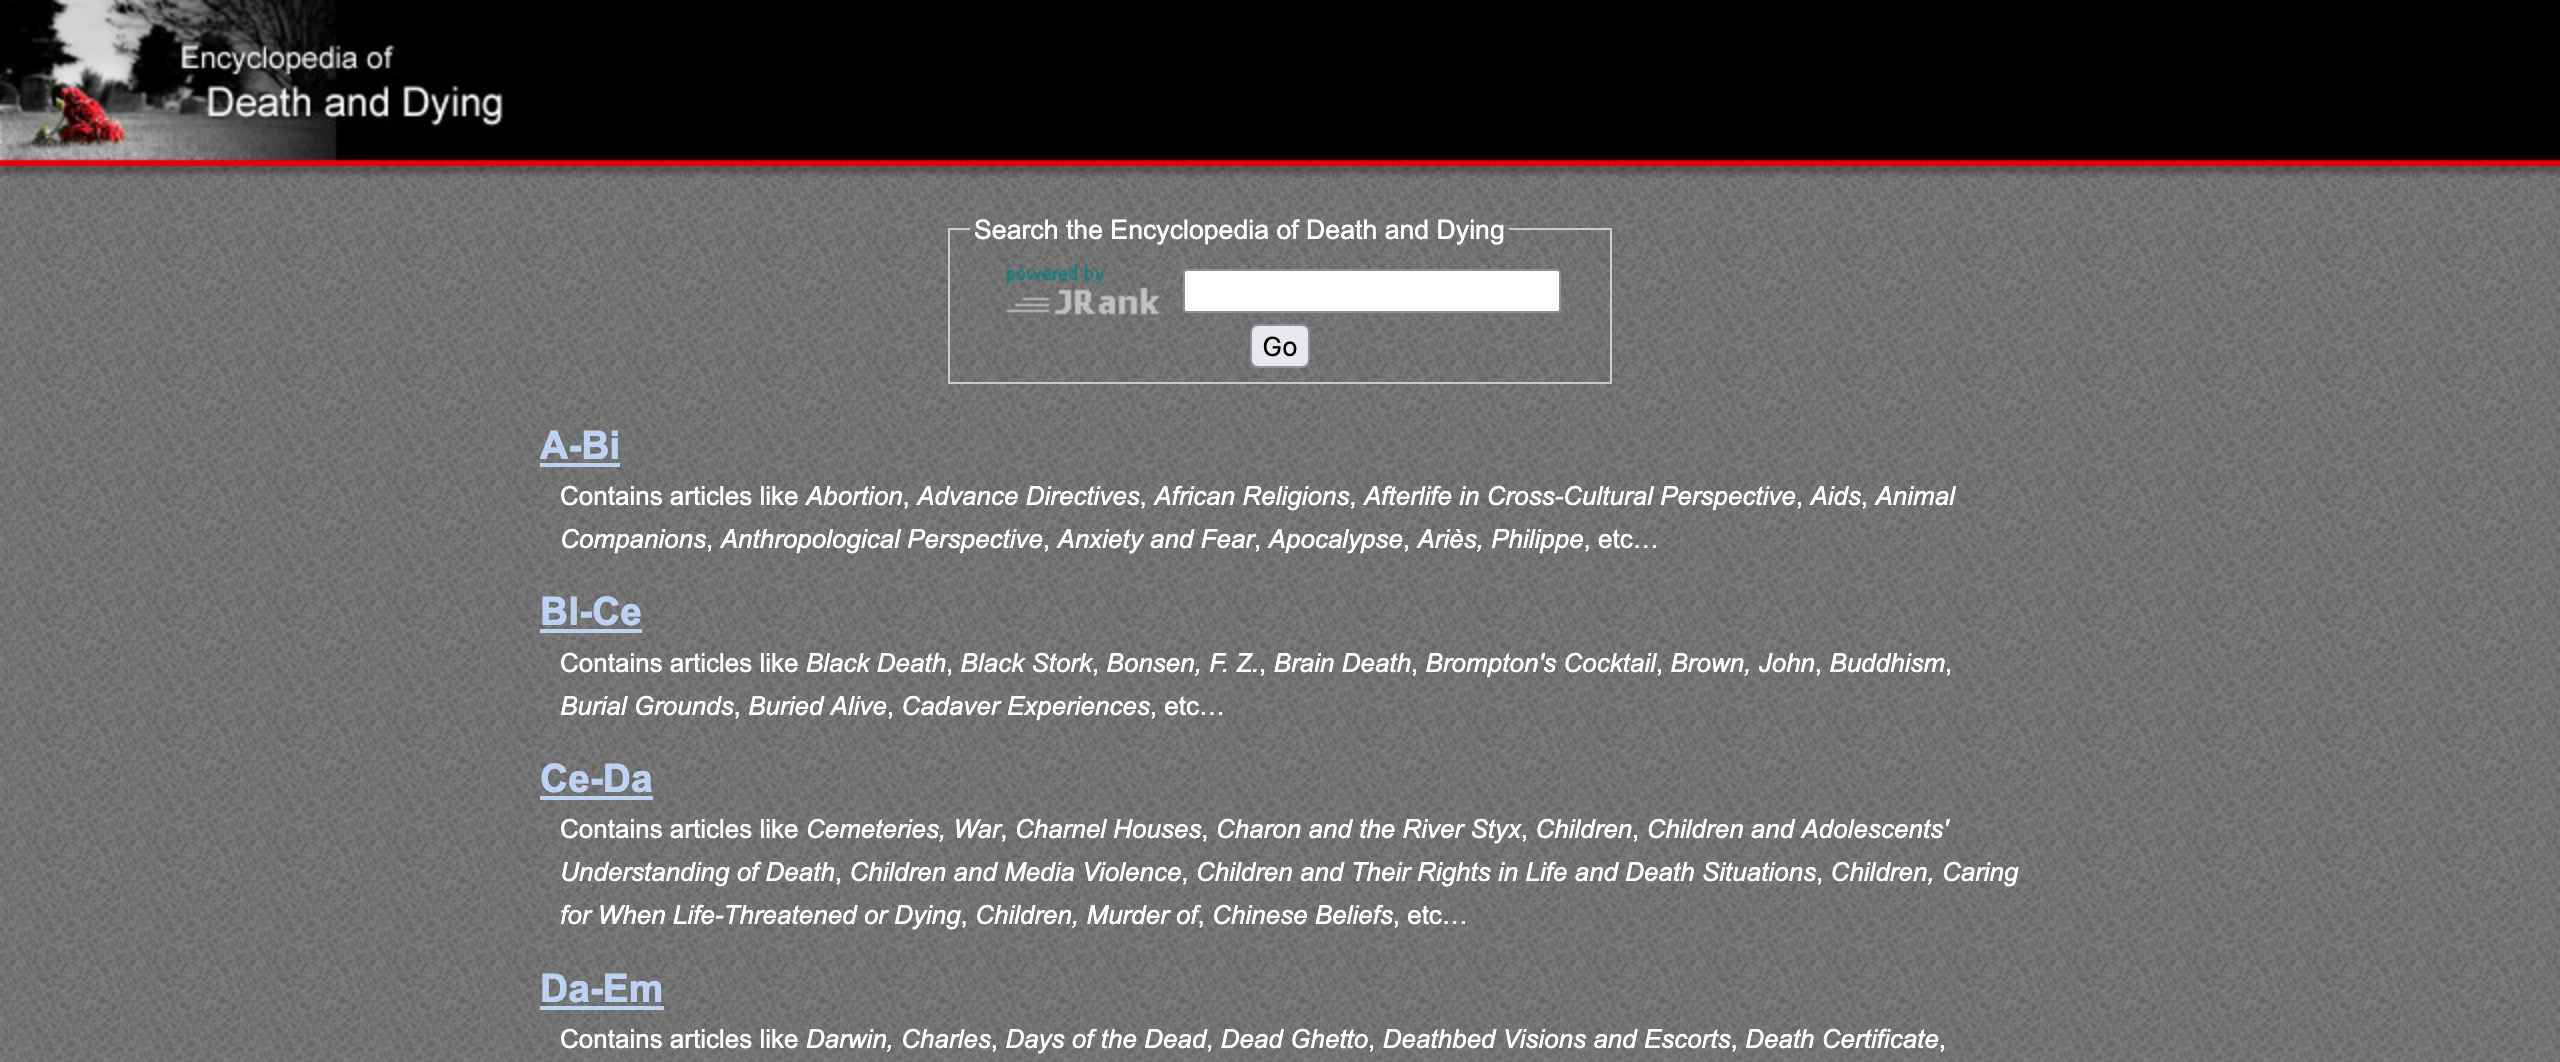 Encyclopedia of
Death and Dying
Search the Encyclopedia of Death and Dying
powered by
JRank
Go
A-Bi
Contains articles like Abortion, Advance Directives, African Religions, Afterlife in Cross-Cultural Perspective, Aids, Animal
Companions, Anthropological Perspective, Anxiety and Fear, Apocalypse, Ariès, Philippe, etc…
Bl-Ce
Contains articles like Black Death, Black Stork, Bonsen, F. Z., Brain Death, Brompton's Cocktail, Brown, John, Buddhism,
Burial Grounds, Buried Alive, Cadaver Experiences, etc…
Ce-Da
Contains articles like Cemeteries, War, Charnel Houses, Charon and the River Styx, Children, Children and Adolescents'
Understanding of Death, Children and Media Violence, Children and Their Rights in Life and Death Situations, Children, Caring
for When Life-Threatened or Dying, Children, Murder of, Chinese Beliefs, etc…
Da-Em
Contains articles like Darwin, Charles, Days of the Dead, Dead Ghetto, Deathbed Visions and Escorts, Death Certificate,